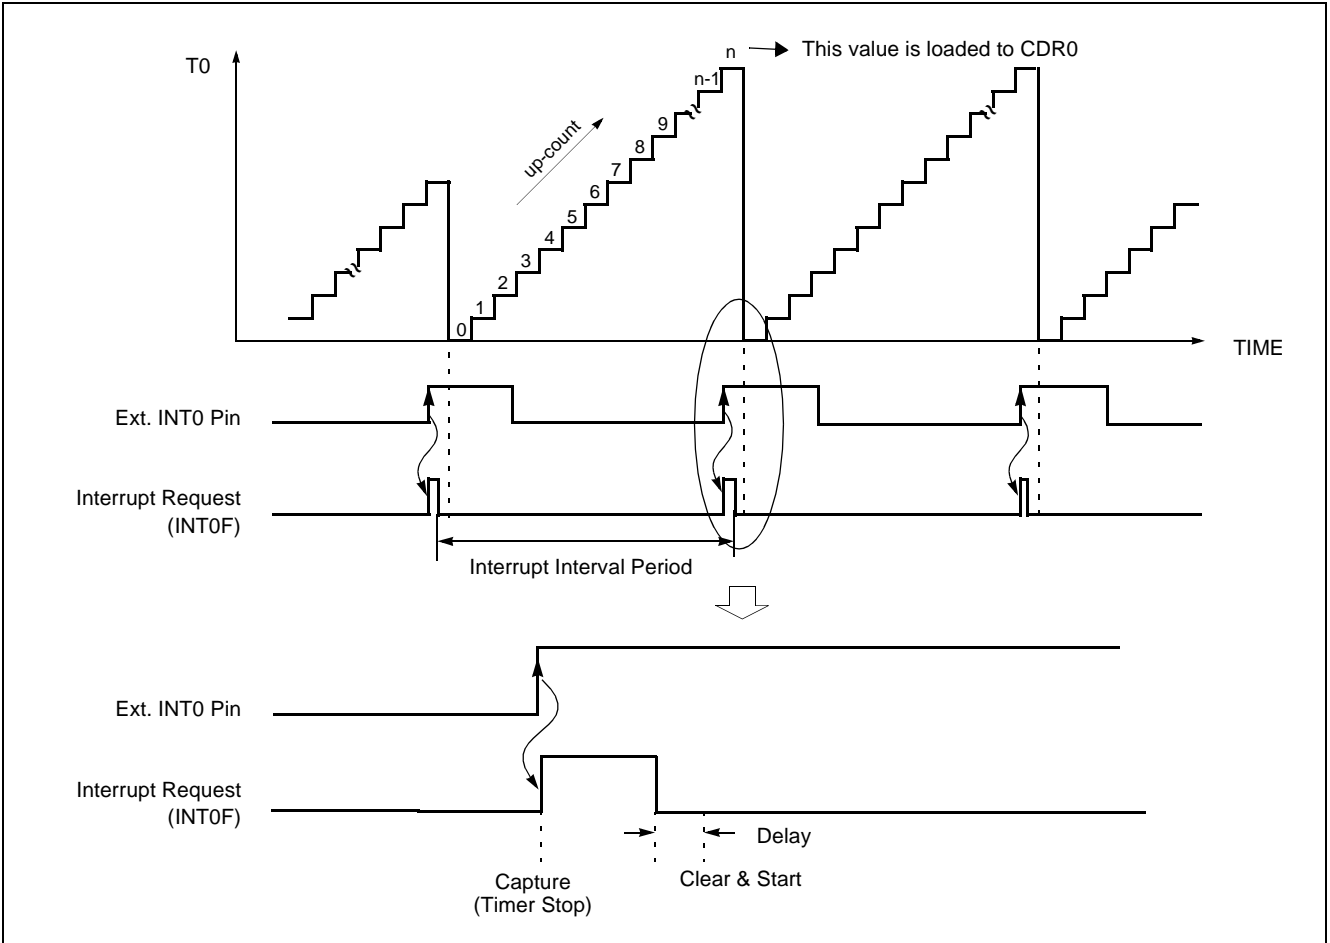 n
This value is loaded to CDR0
T0
n-1
9
up-count
8
7
6
5
4
3
2
1
0
TIME
Ext. INT0 Pin
Interrupt Request
(INT0F)
Interrupt Interval Period
Ext. INT0 Pin
Interrupt Request
(INT0F)
Delay
Capture
(Timer Stop)
Clear & Start